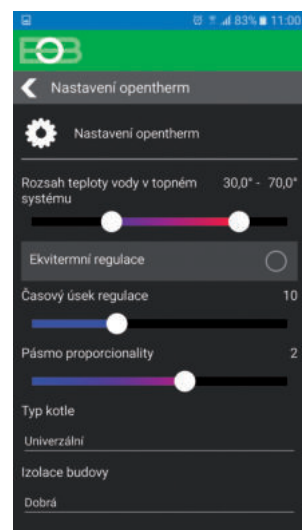 83% 11:00
EOB
Nastavení opentherm
Nastavení opentherm
Rozsah teploty vody v topném 30,0° - 70,0°
systému
Ekvitermní regulace
Časový úsek regulace 10
Pásmo proporcionality 2
Typ kotle
Univerzální
Izolace budovy
Dobrá